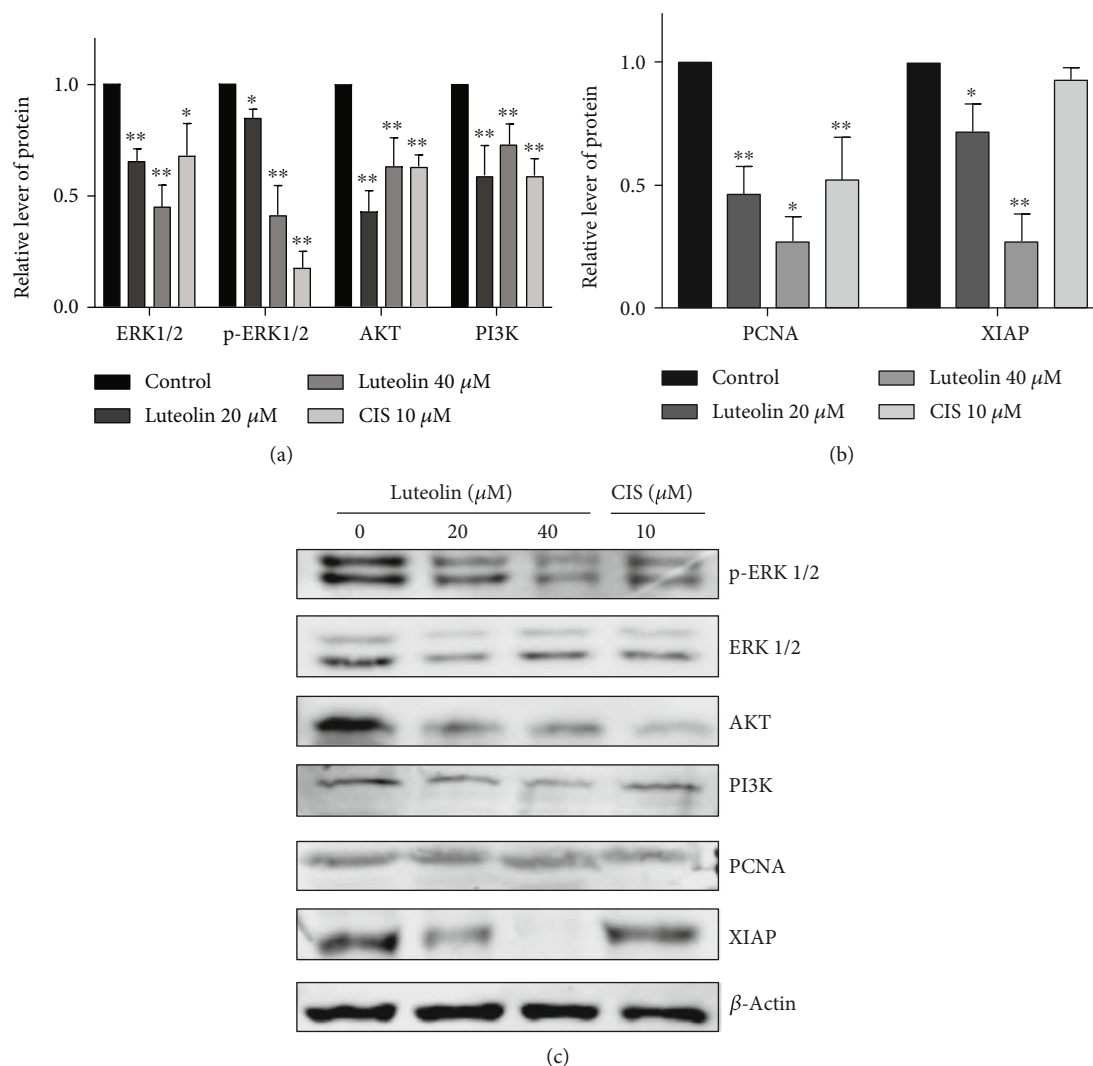 Relative lever of protein
1.0
0.5
0.0
** ** *
* ** **
** ** **
** ** **
ERK1/2 p-ERK1/2 AKT PI3K
Control Luteolin 40 μM
Luteolin 20 μM CIS 10 μM
(a)
Relative lever of protein
1.0
0.5
0.0
** * **
* **
PCNA XIAP
Control Luteolin 40 μM
Luteolin 20 μM CIS 10 μM
(b)
Luteolin (μM) CIS (μM)
0 20 40 10
p-ERK 1/2
ERK 1/2
AKT
PI3K
PCNA
XIAP
β-Actin
(c)